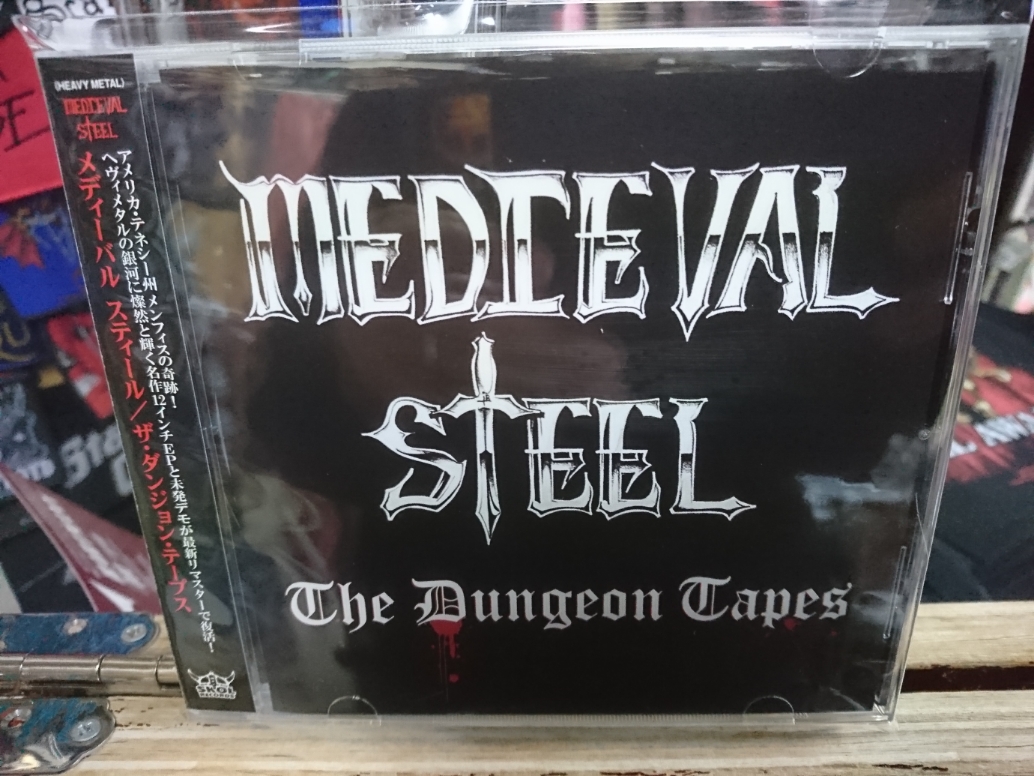 (HEAVY METAL)
MEDIEVAL
STEEL
アメリカ・テネシー州 メンフィスの奇跡!
ヘヴィメタルの銀河に燦然と輝く名作12インチEPと未発デモが最新リマスターで復活!
メディーバル スティール/ザ・ダンジョン・テープス
SKOL
RECORDS
MEDIEVAL
STEEL
The Dungeon Tapes